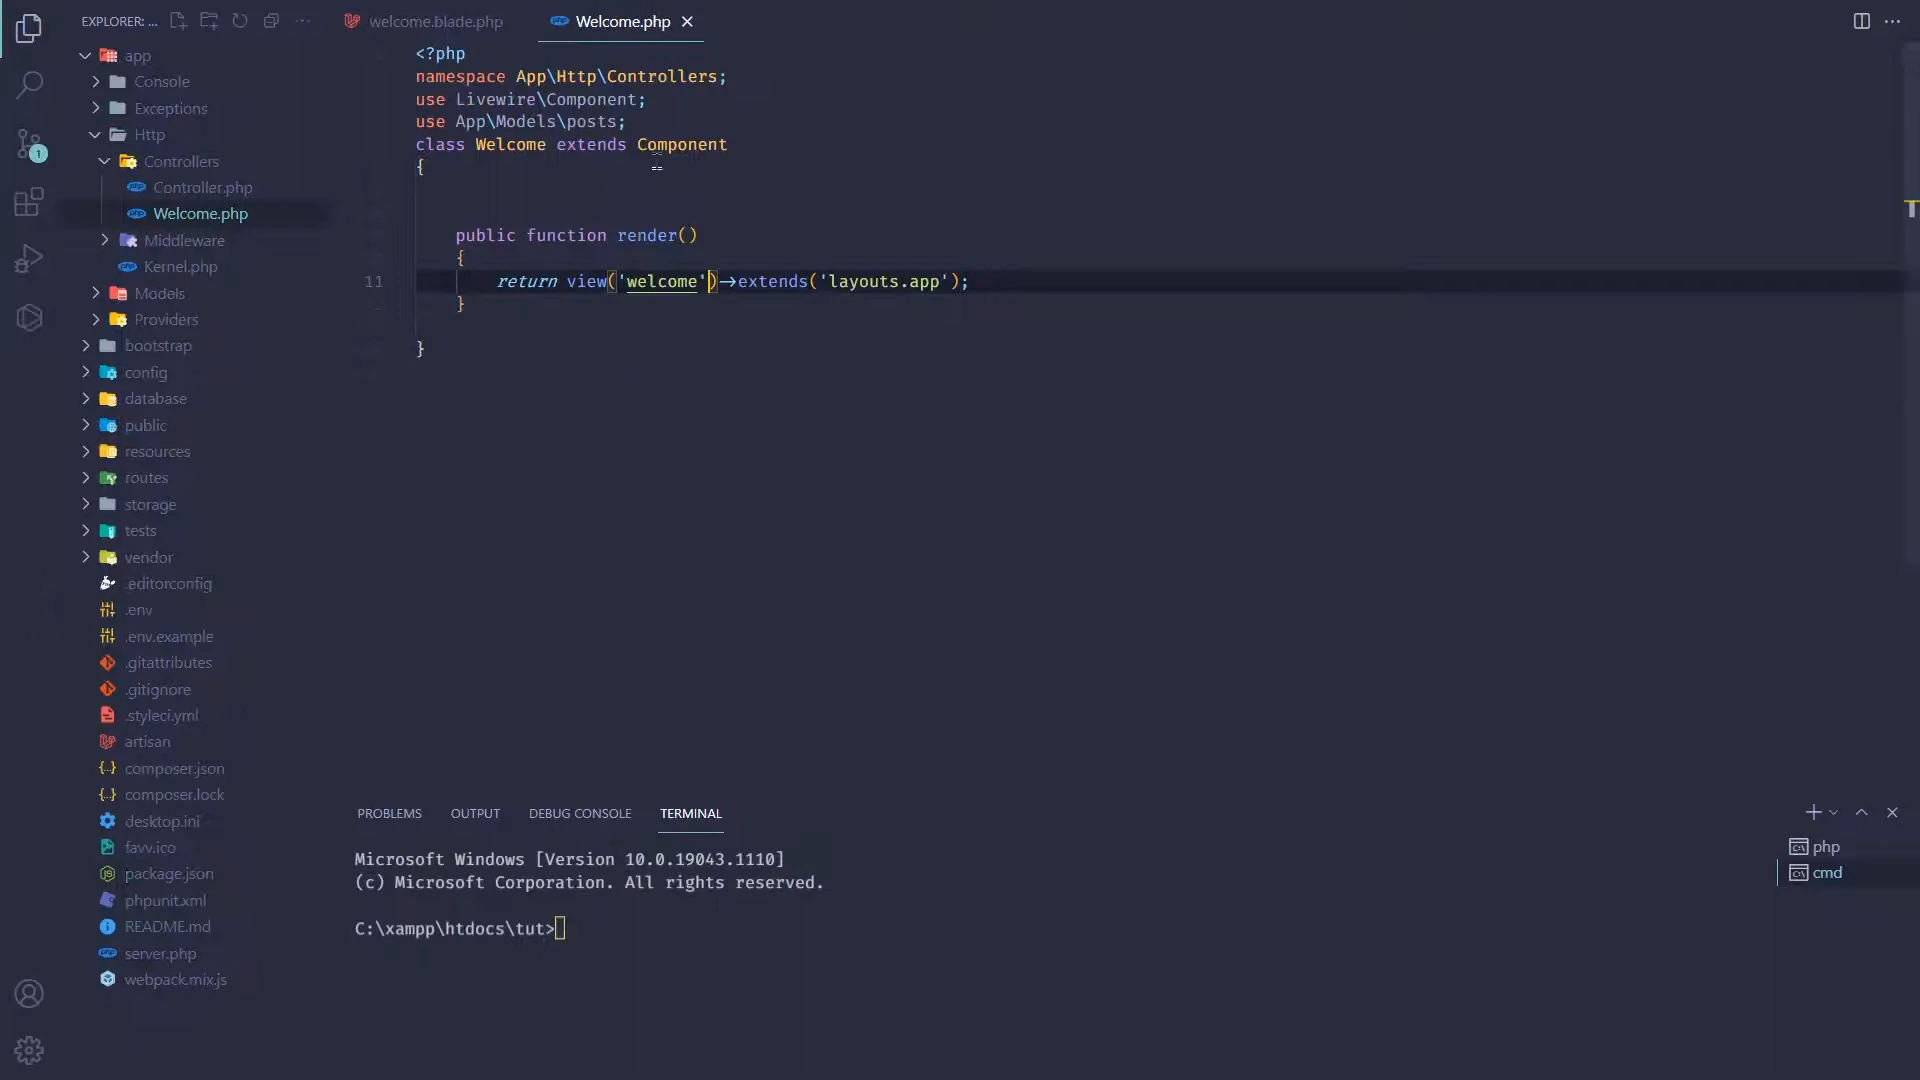 EXPLORER: ...
app
Console
Exceptions
Http
Controllers
Controller.php
Welcome.php
Middleware
Kernel.php
Models
Providers
bootstrap
config
database
public
resources
routes
storage
tests
vendor
.editorconfig
.env
.env.example
.gitattributes
.gitignore
.styleci.yml
artisan
composer.json
composer.lock
desktop.ini
favv.ico
package.json
phpunit.xml
README.md
server.php
webpack.mix.js
1
welcome.blade.php
Welcome.php
<?php
namespace App\Http\Controllers;
use Livewire\Component;
use App\Models\posts;
class Welcome extends Component
{
public function render()
{
11 return view('welcome')->extends('layouts.app');
}
}
PROBLEMS OUTPUT DEBUG CONSOLE TERMINAL
Microsoft Windows [Version 10.0.19043.1110]
(c) Microsoft Corporation. All rights reserved.
C:\xampp\htdocs\tut>
php
cmd